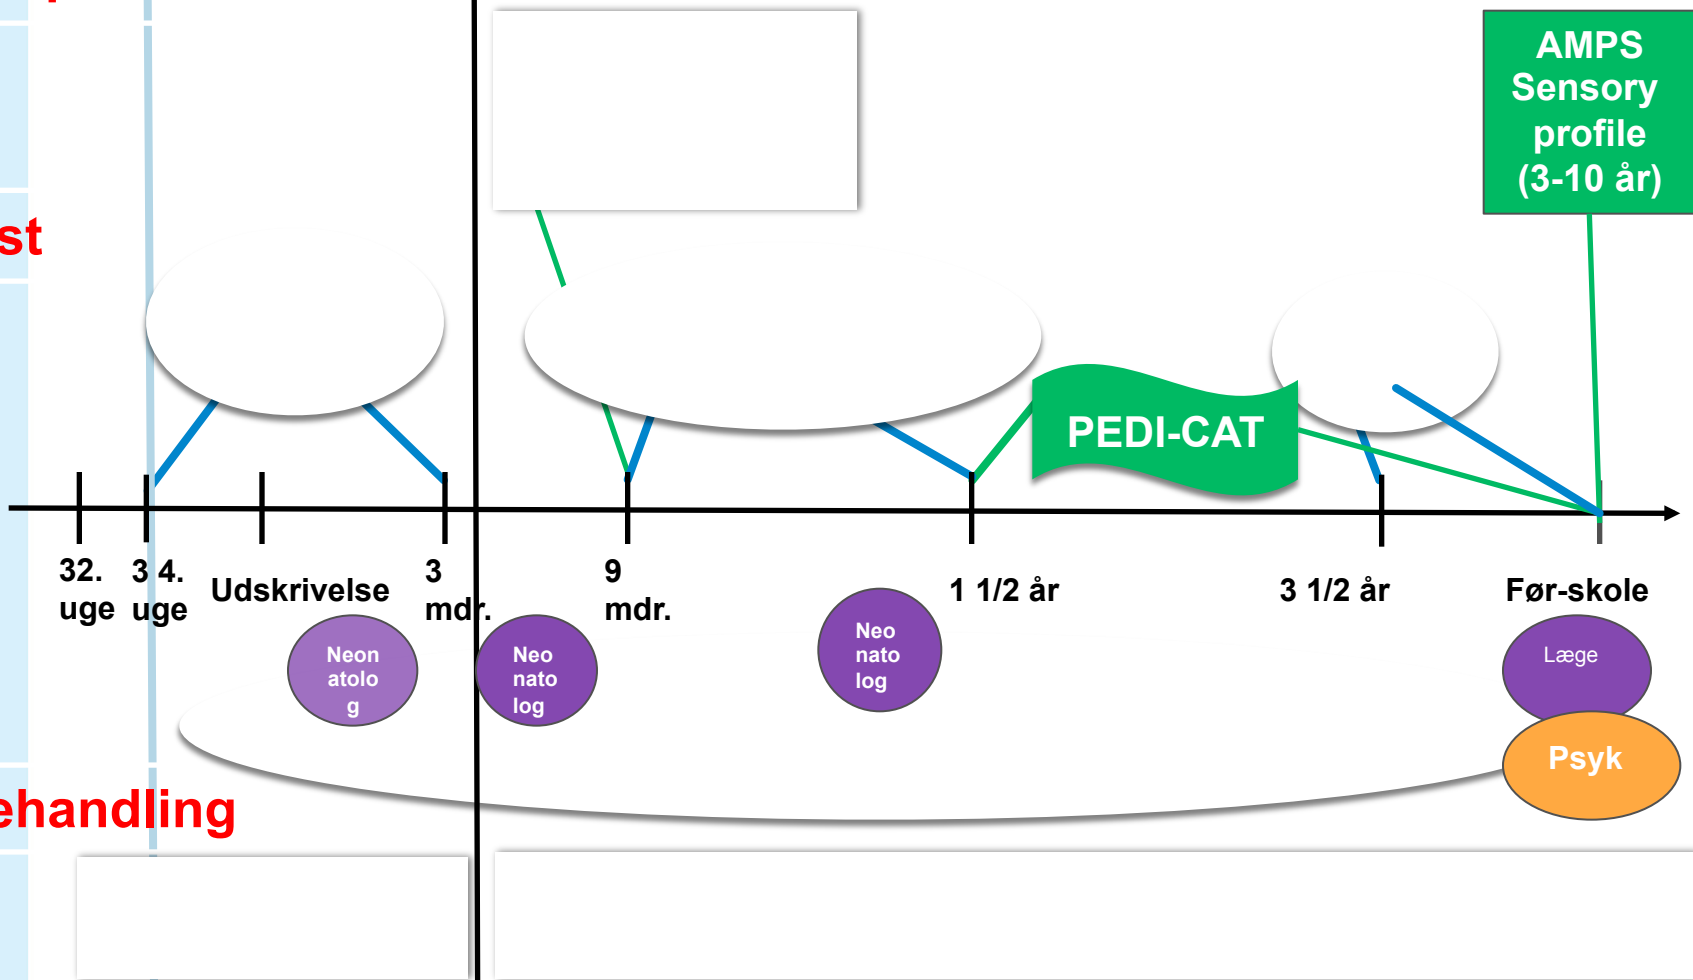 AMPS
Sensory
profile
(3-10 år)
st
PEDI-CAT
32.
uge
34.
uge
Udskrivelse
3
mdr.
9
mdr.
1 1/2 år
3 1/2 år
Før-skole
Neon
atolo
g
Neo
nato
log
Neo
nato
log
Læge
Psyk
ehandling